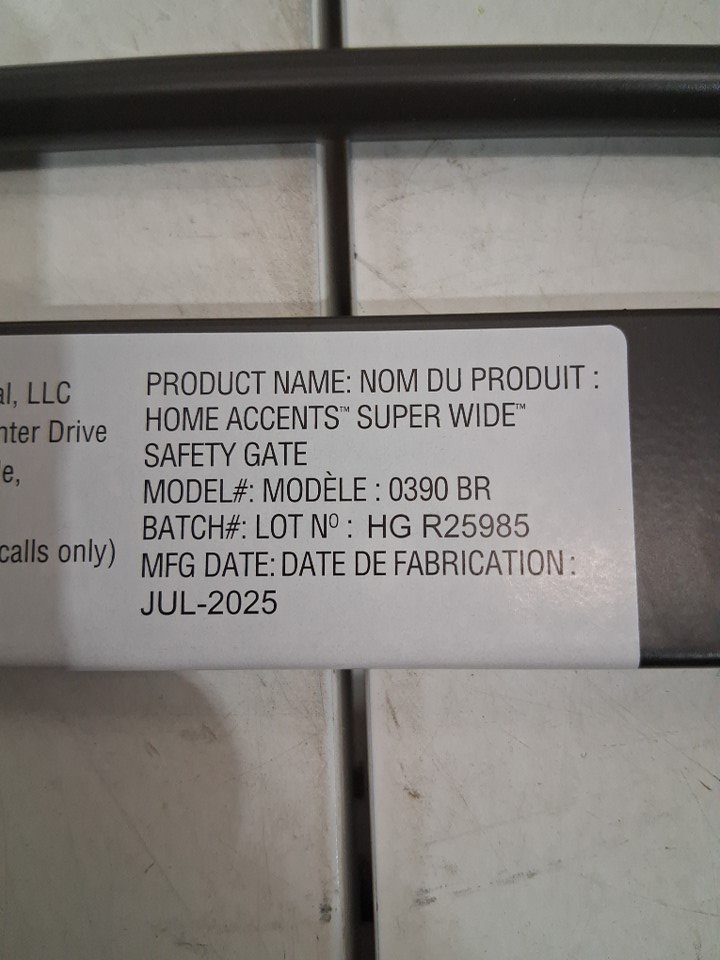 al, LLC
nter Drive
e,
calls only)
PRODUCT NAME: NOM DU PRODUIT :
HOME ACCENTS™ SUPER WIDE™
SAFETY GATE
MODEL#: MODÈLE : 0390 BR
BATCH#: LOT Nº : HG R25985
MFG DATE: DATE DE FABRICATION :
JUL-2025